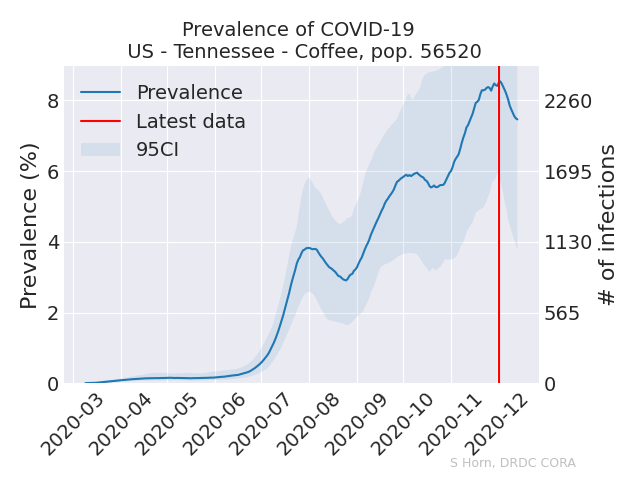 Prevalence of COVID-19
US - Tennessee - Coffee, pop. 56520
Prevalence
Latest data
95CI
Prevalence (%)
8
6
4
2
0
2260
1695
1130
565
0
# of infections
2020-03
2020-04
2020-05
2020-06
2020-07
2020-08
2020-09
2020-10
2020-11
2020-12
S Horn, DRDC CORA